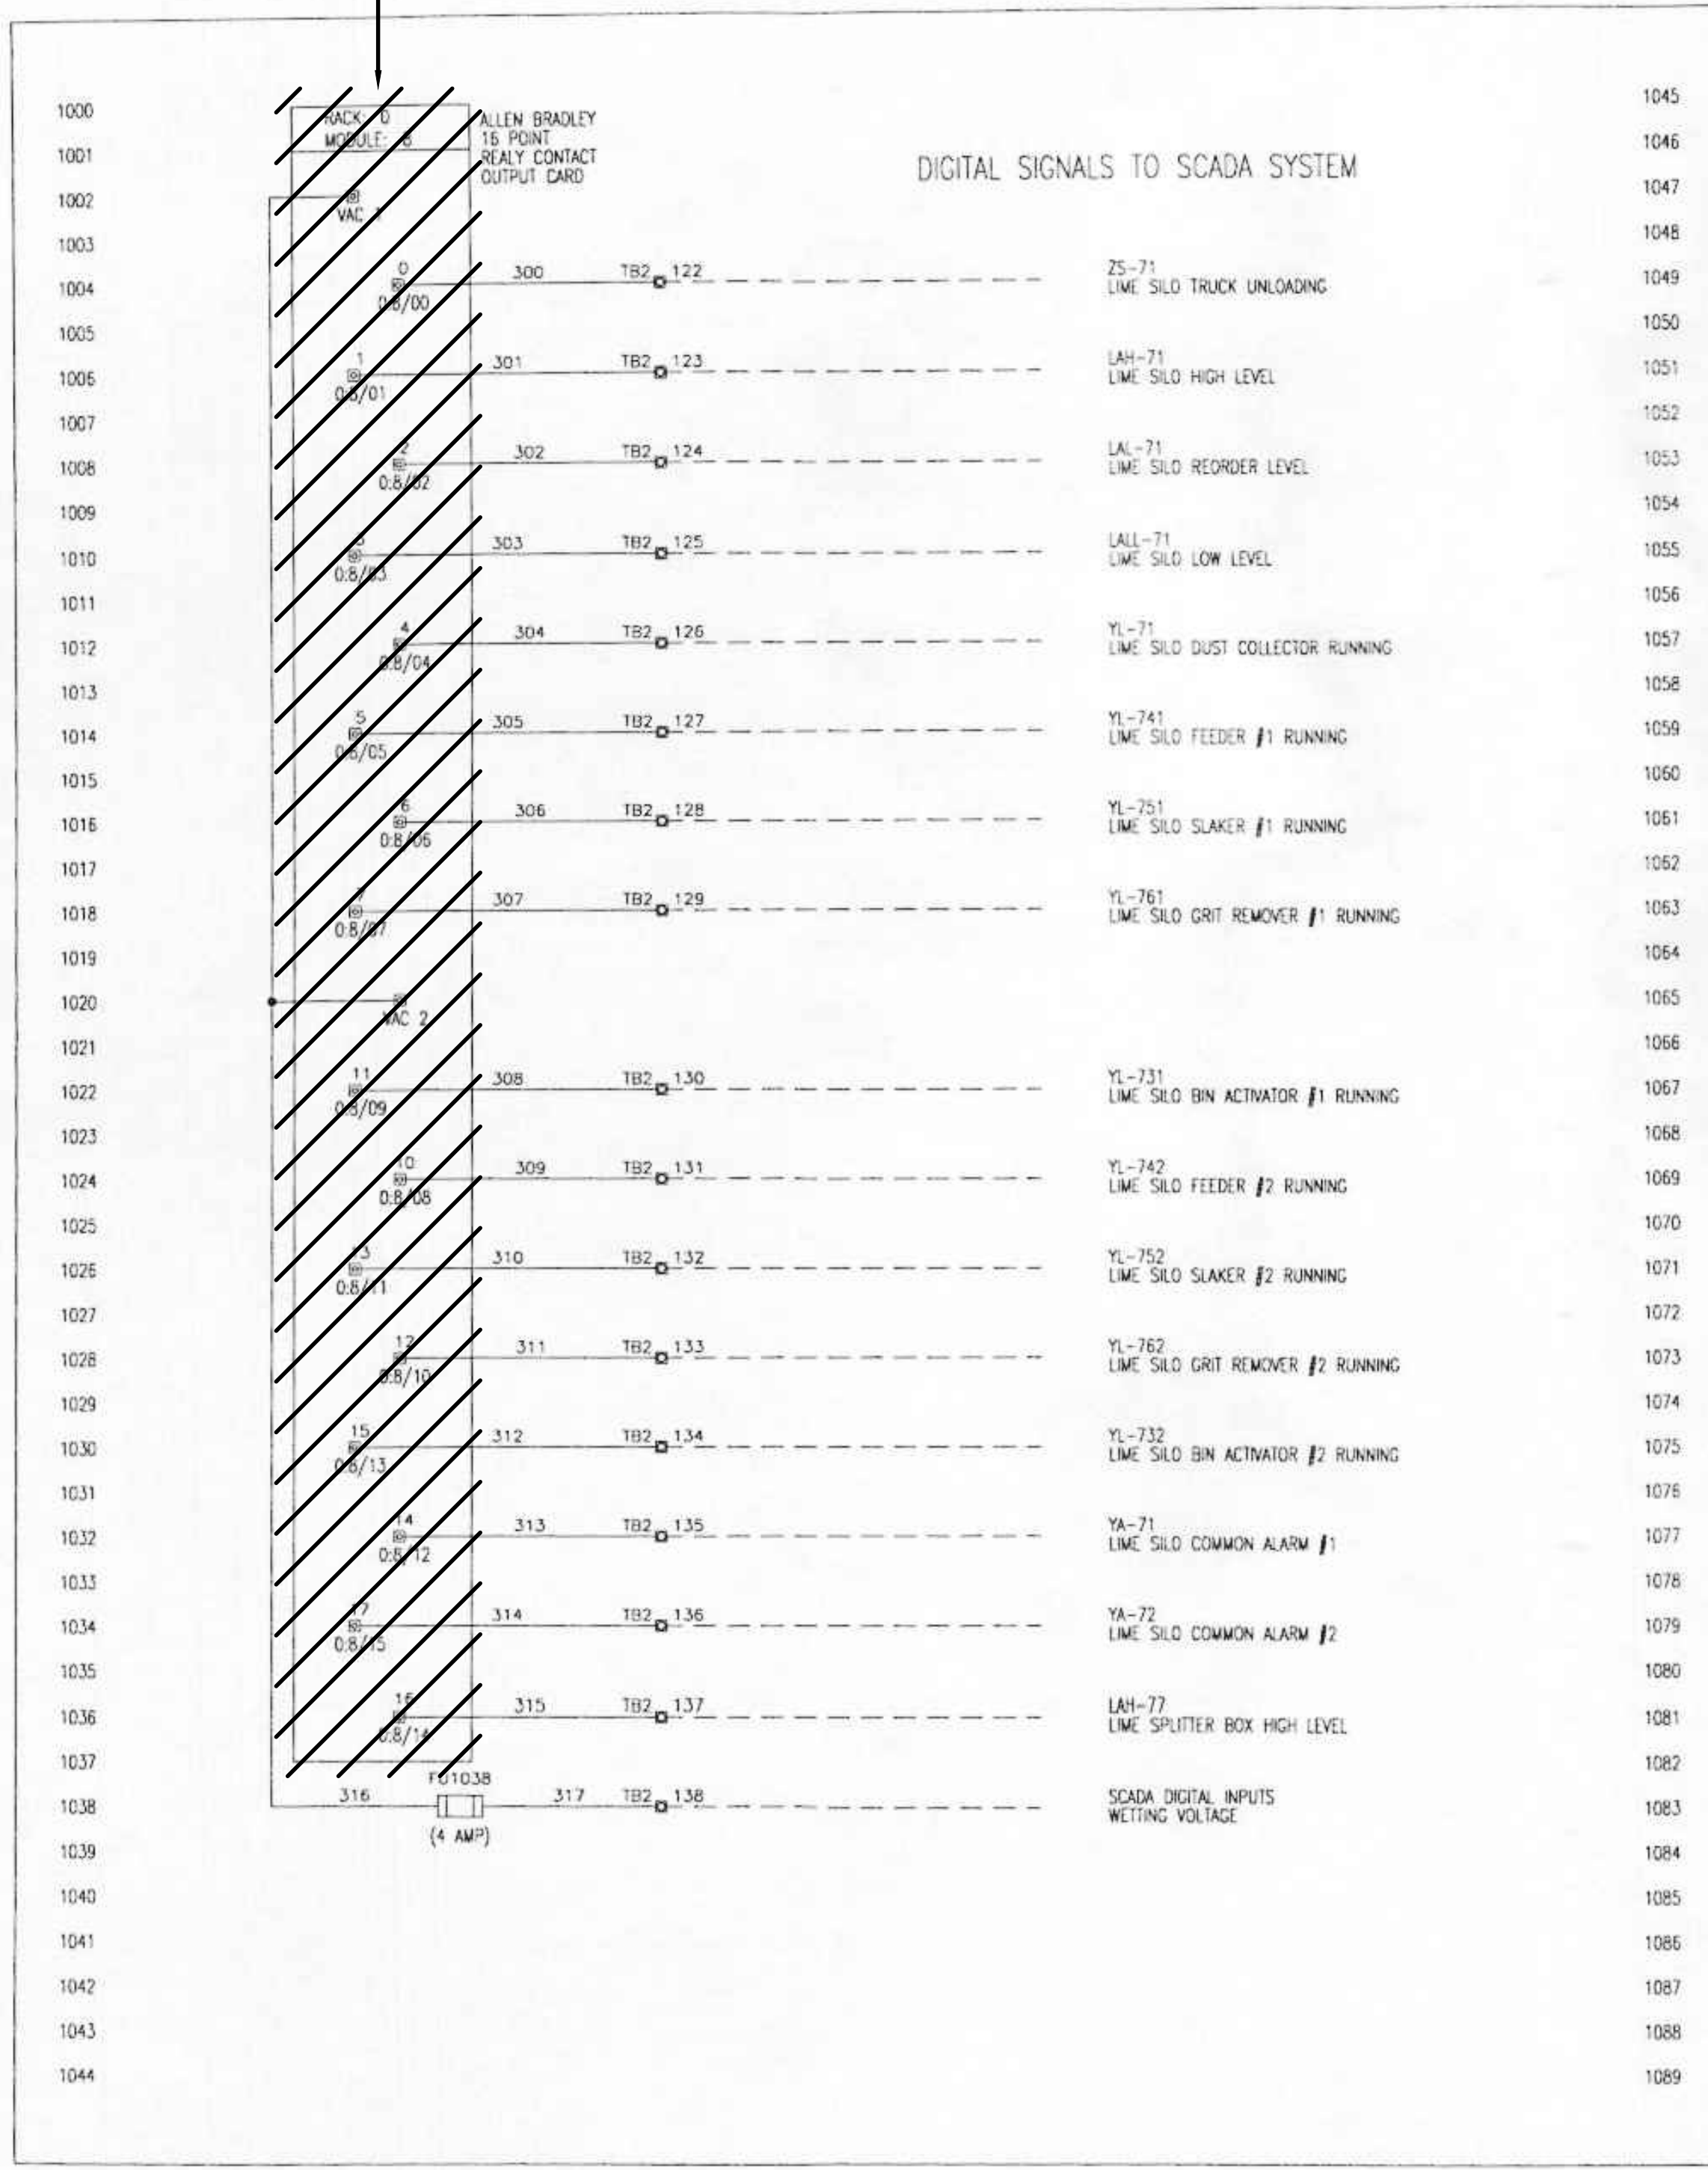 1000
RACK: 0
MODULE: 8
ALLEN BRADLEY
16 POINT
REALY CONTACT
OUTPUT CARD
1045
1046
1001
DIGITAL SIGNALS TO SCADA SYSTEM
1047
1002
VAC 1
1003
1048
1004
0
0:8/00
300 TB2 122
ZS-71
LIME SILO TRUCK UNLOADING
1049
1005
1050
1006
1
0:8/01
301 TB2 123
LAH-71
LIME SILO HIGH LEVEL
1051
1007
1052
1008
2
0:8/02
302 TB2 124
LAL-71
LIME SILO REORDER LEVEL
1053
1009
1054
1010
3
0:8/03
303 TB2 125
LALL-71
LIME SILO LOW LEVEL
1055
1011
1056
1012
4
0:8/04
304 TB2 126
YL-71
LIME SILO DUST COLLECTOR RUNNING
1057
1013
1058
1014
5
0:8/05
305 TB2 127
YL-741
LIME SILO FEEDER #1 RUNNING
1059
1015
1060
1016
6
0:8/06
306 TB2 128
YL-751
LIME SILO SLAKER #1 RUNNING
1061
1017
1062
1018
7
0:8/07
307 TB2 129
YL-761
LIME SILO GRIT REMOVER #1 RUNNING
1063
1019
1064
1020
VAC 2
1065
1021
1066
1022
11
0:8/09
308 TB2 130
YL-731
LIME SILO BIN ACTIVATOR #1 RUNNING
1067
1023
1068
1024
10
0:8/08
309 TB2 131
YL-742
LIME SILO FEEDER #2 RUNNING
1069
1025
1070
1026
13
0:8/11
310 TB2 132
YL-752
LIME SILO SLAKER #2 RUNNING
1071
1027
1072
1028
12
0:8/10
311 TB2 133
YL-762
LIME SILO GRIT REMOVER #2 RUNNING
1073
1029
1074
1030
15
0:8/13
312 TB2 134
YL-732
LIME SILO BIN ACTIVATOR #2 RUNNING
1075
1031
1076
1032
14
0:8/12
313 TB2 135
YA-71
LIME SILO COMMON ALARM #1
1077
1033
1078
1034
17
0:8/15
314 TB2 136
YA-72
LIME SILO COMMON ALARM #2
1079
1035
1080
1036
16
0:8/14
315 TB2 137
LAH-77
LIME SPLITTER BOX HIGH LEVEL
1081
1037
1082
1038
316
FU1038
(4 AMP)
317 TB2 138
SCADA DIGITAL INPUTS
WETTING VOLTAGE
1083
1039
1084
1040
1085
1041
1086
1042
1087
1043
1088
1044
1089